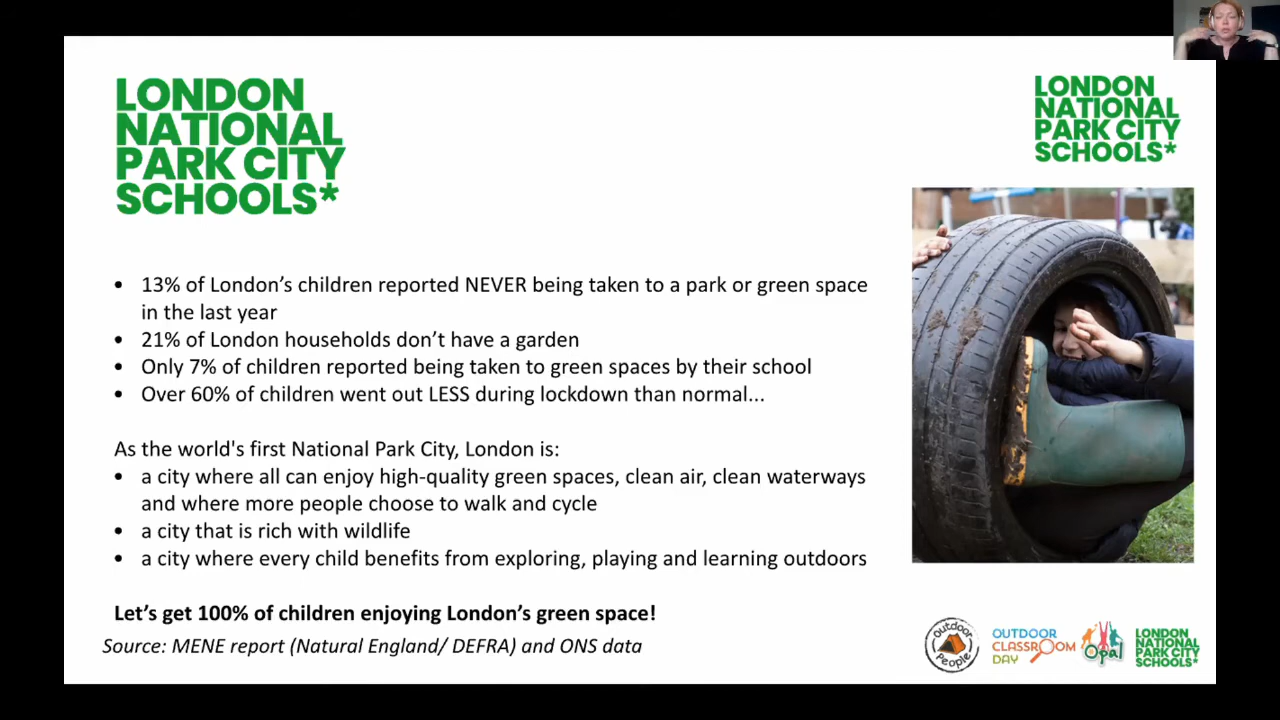 LONDON
NATIONAL
PARK CITY
SCHOOLS*
LONDON
NATIONAL
PARK CITY
SCHOOLS*
• 13% of London’s children reported NEVER being taken to a park or green space
in the last year
• 21% of London households don’t have a garden
• Only 7% of children reported being taken to green spaces by their school
• Over 60% of children went out LESS during lockdown than normal...
As the world's first National Park City, London is:
• a city where all can enjoy high-quality green spaces, clean air, clean waterways
and where more people choose to walk and cycle
• a city that is rich with wildlife
• a city where every child benefits from exploring, playing and learning outdoors
Let’s get 100% of children enjoying London’s green space!
Source: MENE report (Natural England/ DEFRA) and ONS data
Outdoor
People
OUTDOOR
CLASSROOM
DAY
Opal
LONDON
NATIONAL
PARK CITY
SCHOOLS*